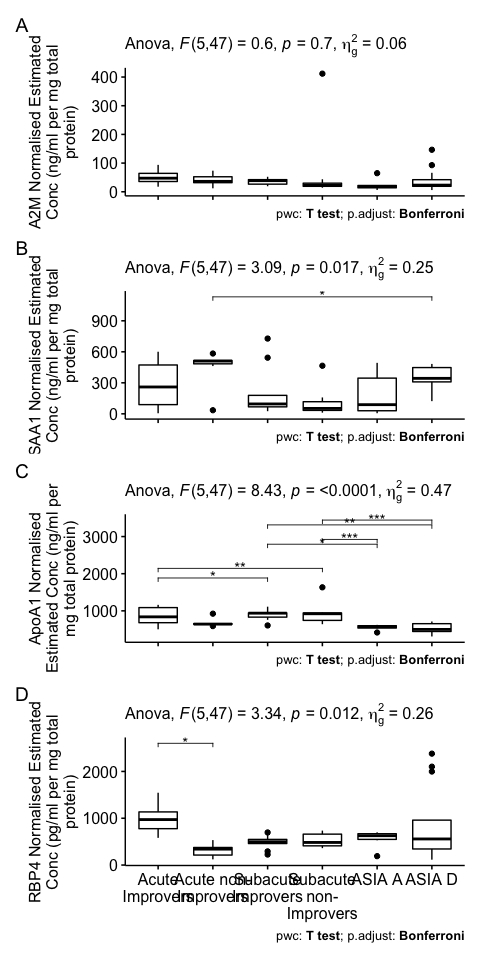 A
Anova, F(5,47) = 0.6, p = 0.7, η²g = 0.06
A2M Normalised Estimated
Conc (ng/ml per mg total
protein)
400
300
200
100
0
pwc: T test; p.adjust: Bonferroni
B
Anova, F(5,47) = 3.09, p = 0.017, η²g = 0.25
SAA1 Normalised Estimated
Conc (ng/ml per mg total
protein)
900
600
300
0
*
pwc: T test; p.adjust: Bonferroni
C
Anova, F(5,47) = 8.43, p = <0.0001, η²g = 0.47
ApoA1 Normalised
Estimated Conc (ng/ml per
mg total protein)
3000
2000
1000
***
**
***
*
**
*
pwc: T test; p.adjust: Bonferroni
D
Anova, F(5,47) = 3.34, p = 0.012, η²g = 0.26
RBP4 Normalised Estimated
Conc (pg/ml per mg total
protein)
2000
1000
0
*
Acute
Improvers
Acute non-
Improvers
Subacute
Improvers
Subacute
non-
Improvers
ASIA A
ASIA D
pwc: T test; p.adjust: Bonferroni